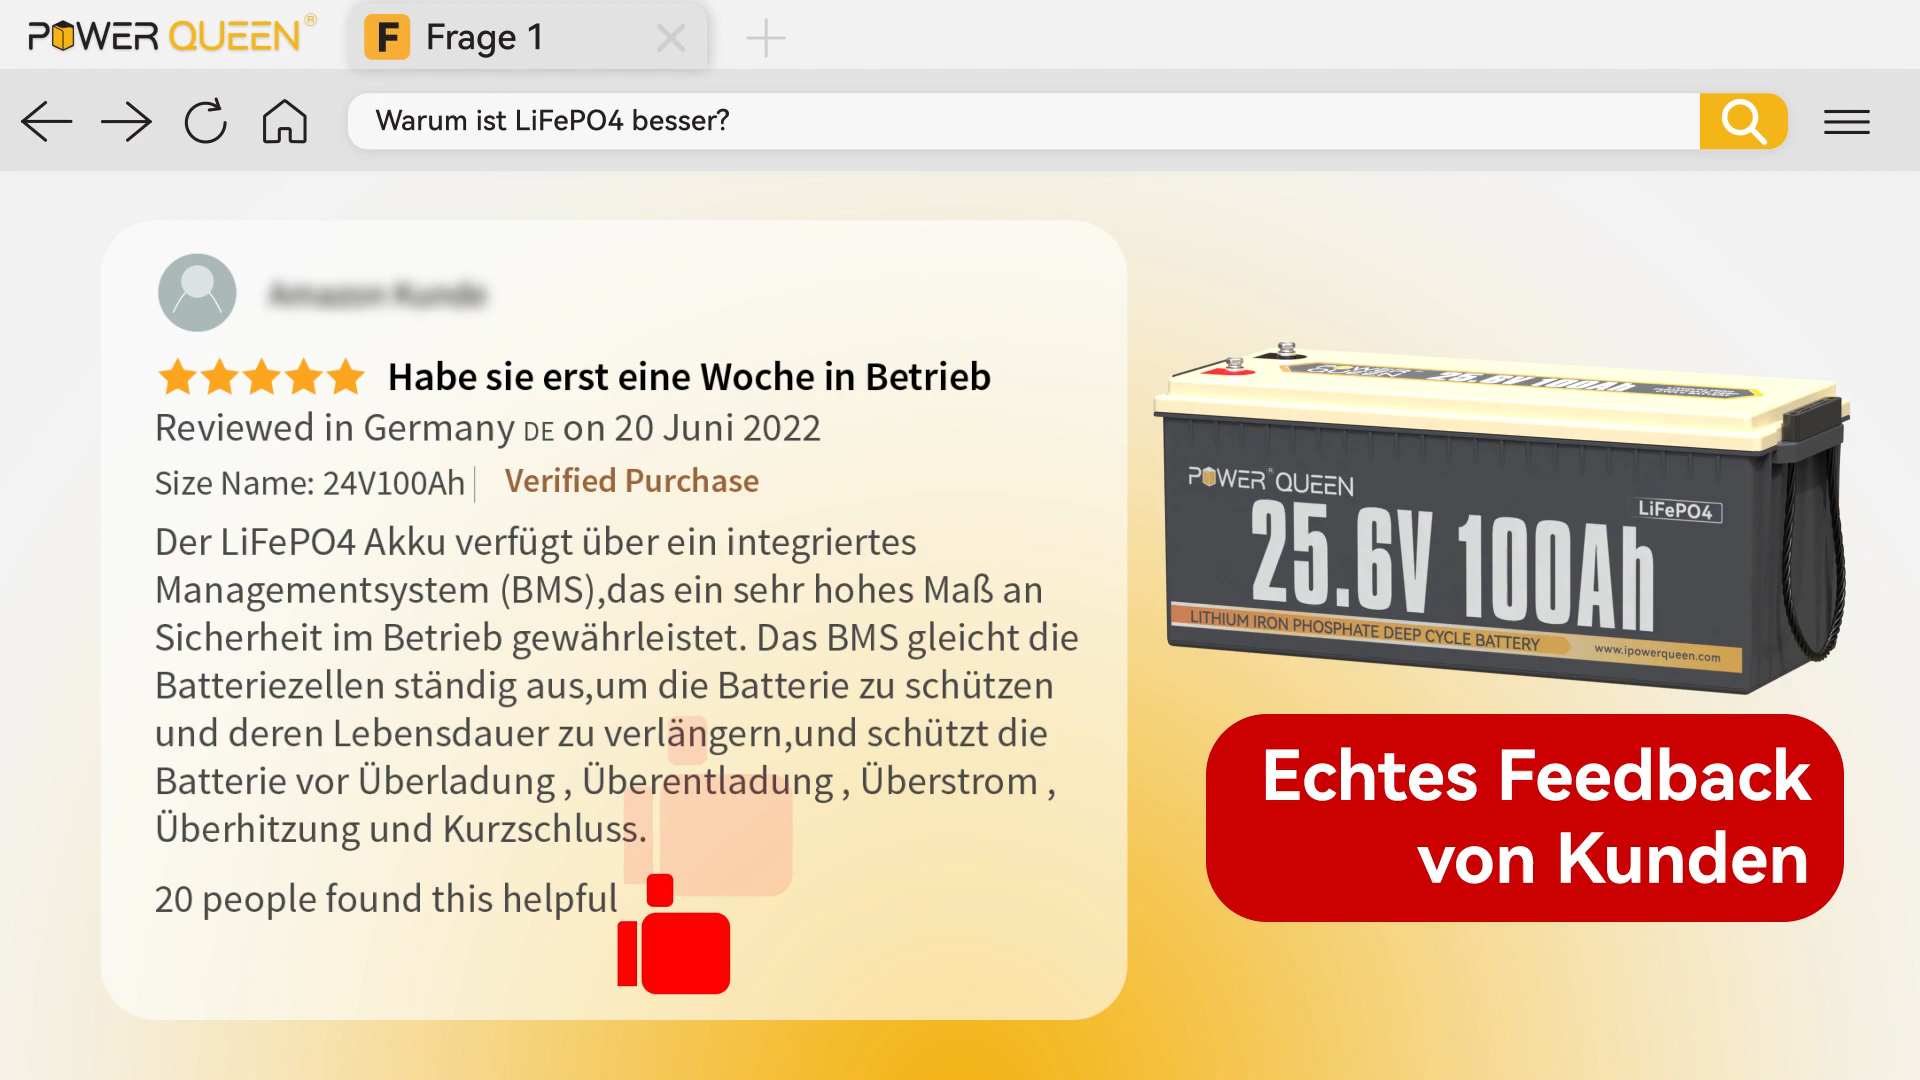 POWER QUEEN®
F Frage 1
Warum ist LiFePO4 besser?
Amazon Kunde
Habe sie erst eine Woche in Betrieb
Reviewed in Germany DE on 20 Juni 2022
Size Name: 24V100Ah
Verified Purchase
Der LiFePO4 Akku verfügt über ein integriertes
Managementsystem (BMS),das ein sehr hohes Maß an
Sicherheit im Betrieb gewährleistet. Das BMS gleicht die
Batteriezellen ständig aus,um die Batterie zu schützen
und deren Lebensdauer zu verlängern,und schützt die
Batterie vor Überladung , Überentladung , Überstrom ,
Überhitzung und Kurzschluss.
20 people found this helpful
25.6V 100Ah
POWER® QUEEN
LiFePO4
25.6V 100Ah
LITHIUM IRON PHOSPHATE DEEP CYCLE BATTERY
www.ipowerqueen.com
Echtes Feedback
von Kunden